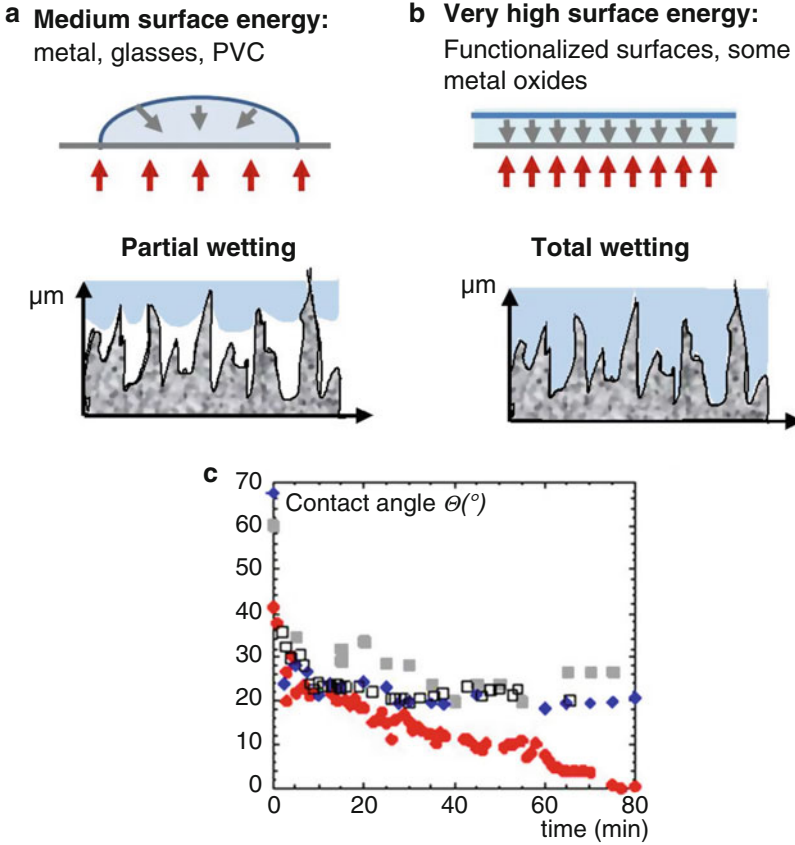 a Medium surface energy:
metal, glasses, PVC
b Very high surface energy:
Functionalized surfaces, some
metal oxides
Partial wetting
µm
Total wetting
µm
c
Contact angle Θ(°)
70
60
50
40
30
20
10
0
0 20 40 60 80
time (min)